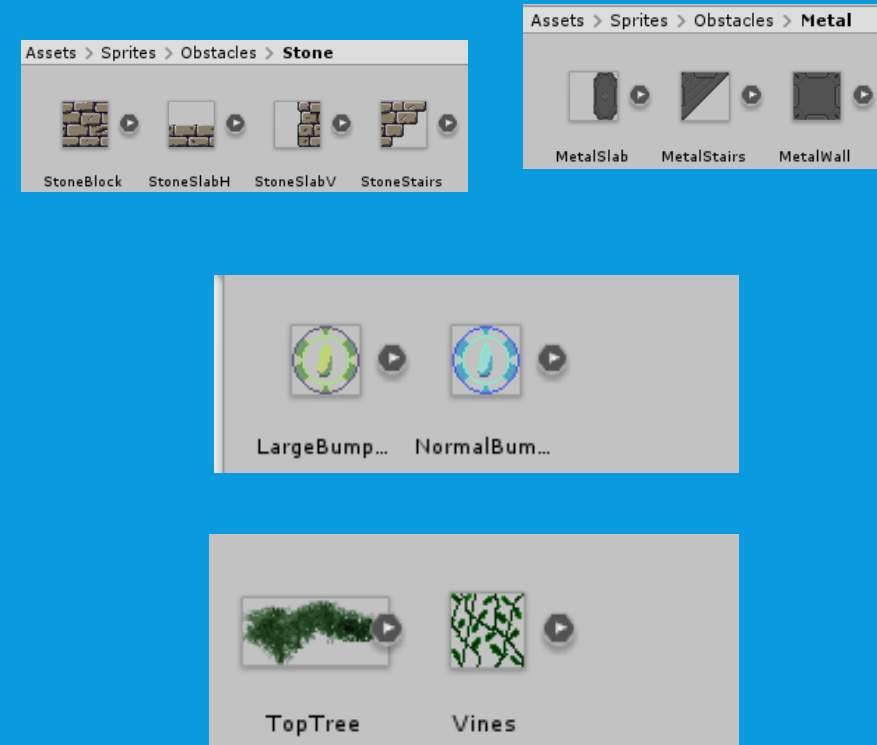 Assets > Sprites > Obstacles > Stone
StoneBlock StoneSlabH StoneSlabV StoneStairs
Assets > Sprites > Obstacles > Metal
MetalSlab MetalStairs MetalWall
LargeBump... NormalBum...
TopTree Vines